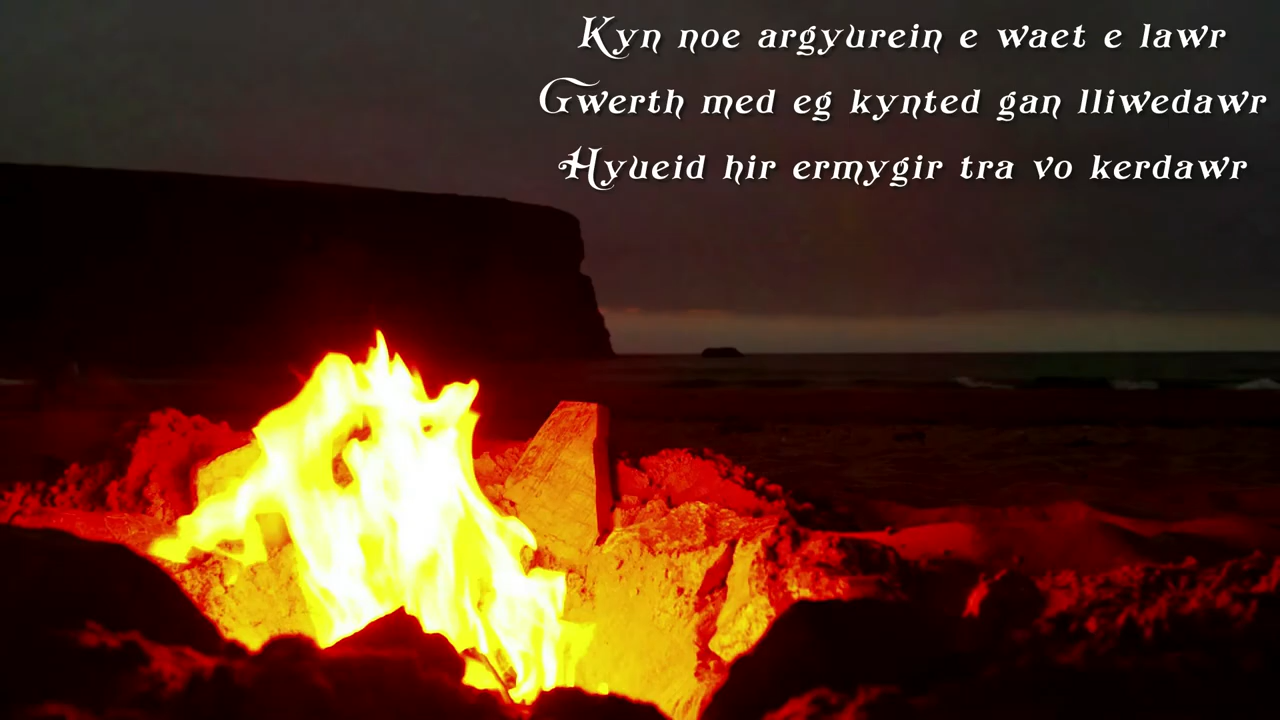 Kyn noe argyurein e waet e lawr
Gwerth med eg kynted gan lliwedawr
Hyueid hir ermygir tra vo kerdawr